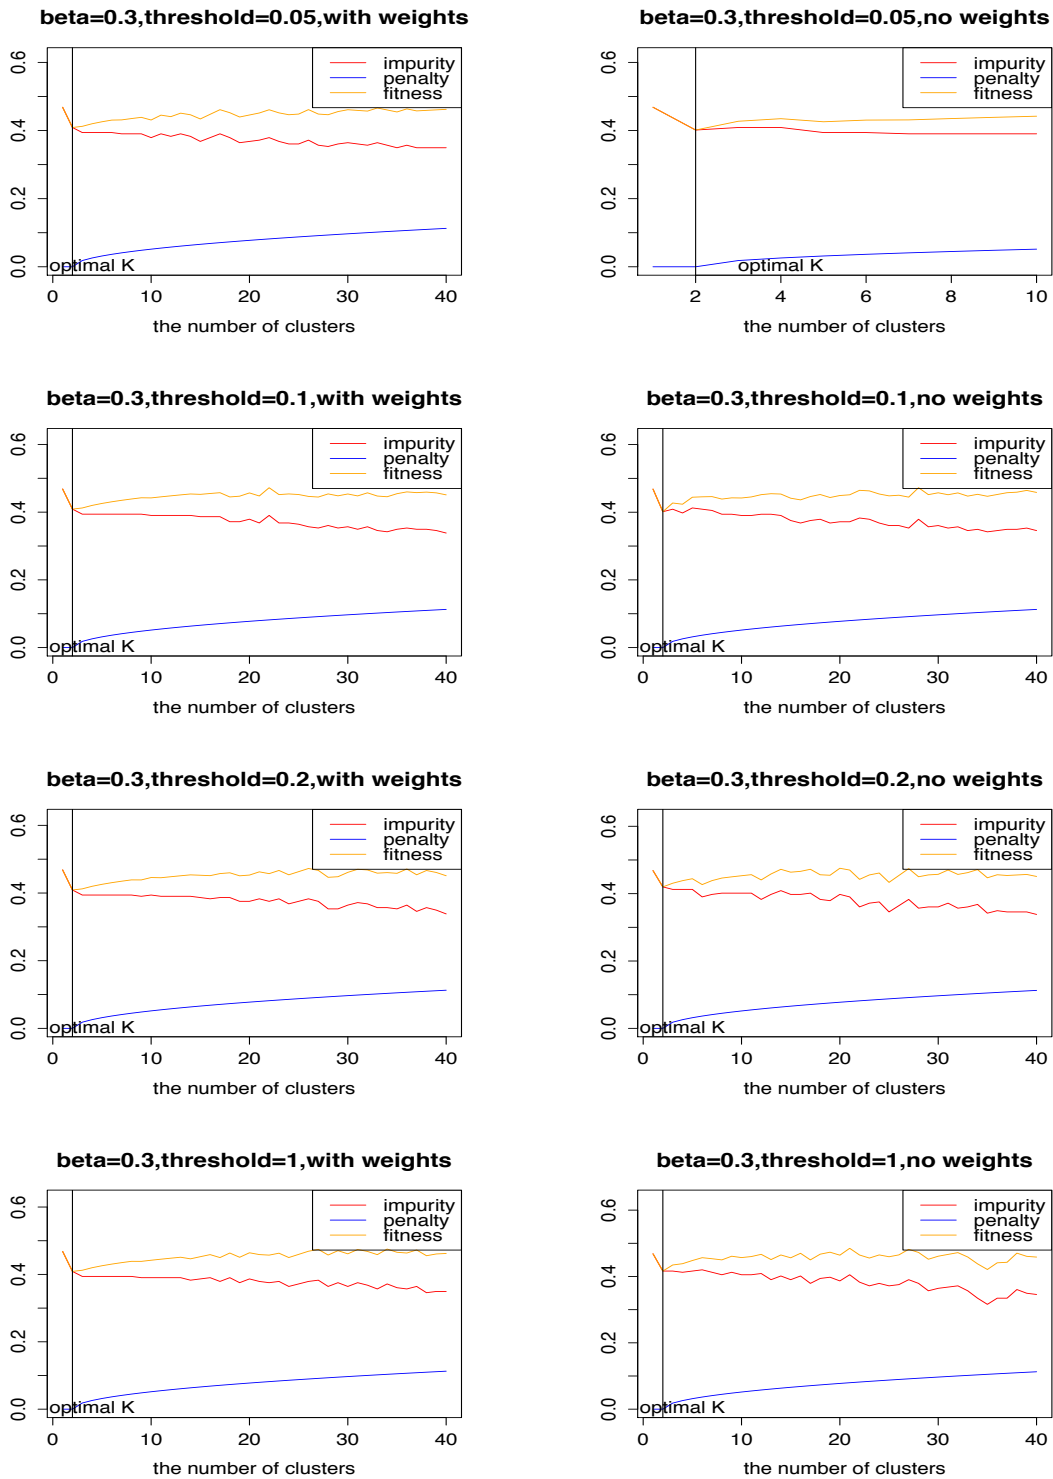 beta=0.3,threshold=0.05,with weights
0.0 0.2 0.4 0.6
impurity
penalty
fitness
optimal K
0 10 20 30 40
the number of clusters
beta=0.3,threshold=0.05,no weights
0.0 0.2 0.4 0.6
impurity
penalty
fitness
optimal K
2 4 6 8 10
the number of clusters
beta=0.3,threshold=0.1,with weights
0.0 0.2 0.4 0.6
impurity
penalty
fitness
optimal K
0 10 20 30 40
the number of clusters
beta=0.3,threshold=0.1,no weights
0.0 0.2 0.4 0.6
impurity
penalty
fitness
optimal K
0 10 20 30 40
the number of clusters
beta=0.3,threshold=0.2,with weights
0.0 0.2 0.4 0.6
impurity
penalty
fitness
optimal K
0 10 20 30 40
the number of clusters
beta=0.3,threshold=0.2,no weights
0.0 0.2 0.4 0.6
impurity
penalty
fitness
optimal K
0 10 20 30 40
the number of clusters
beta=0.3,threshold=1,with weights
0.0 0.2 0.4 0.6
impurity
penalty
fitness
optimal K
0 10 20 30 40
the number of clusters
beta=0.3,threshold=1,no weights
0.0 0.2 0.4 0.6
impurity
penalty
fitness
optimal K
0 10 20 30 40
the number of clusters